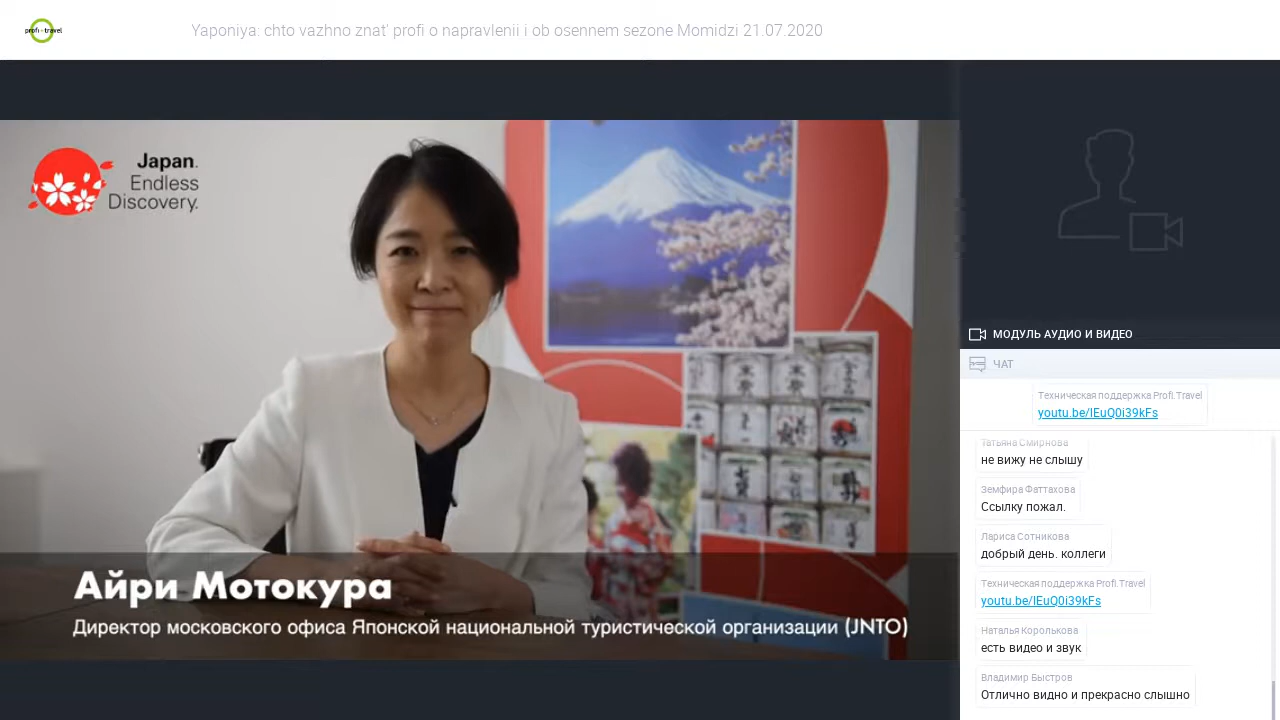 profi travel
Yaponiya: chto vazhno znat' profi o napravlenii i ob osennem sezone Momidzi 21.07.2020
Japan.
Endless
Discovery.
Айри Мотокура
Директор московского офиса Японской национальной туристической организации (JNTO)
МОДУЛЬ АУДИО И ВИДЕО
ЧАТ
Техническая поддержка Profi.Travel
youtu.be/IEuQ0i39kFs
Татьяна Смирнова
не вижу не слышу
Земфира Фаттахова
Ссылку пожал.
Лариса Сотникова
добрый день. коллеги
Техническая поддержка Profi.Travel
youtu.be/IEuQ0i39kFs
Наталья Королькова
есть видео и звук
Владимир Быстров
Отлично видно и прекрасно слышно